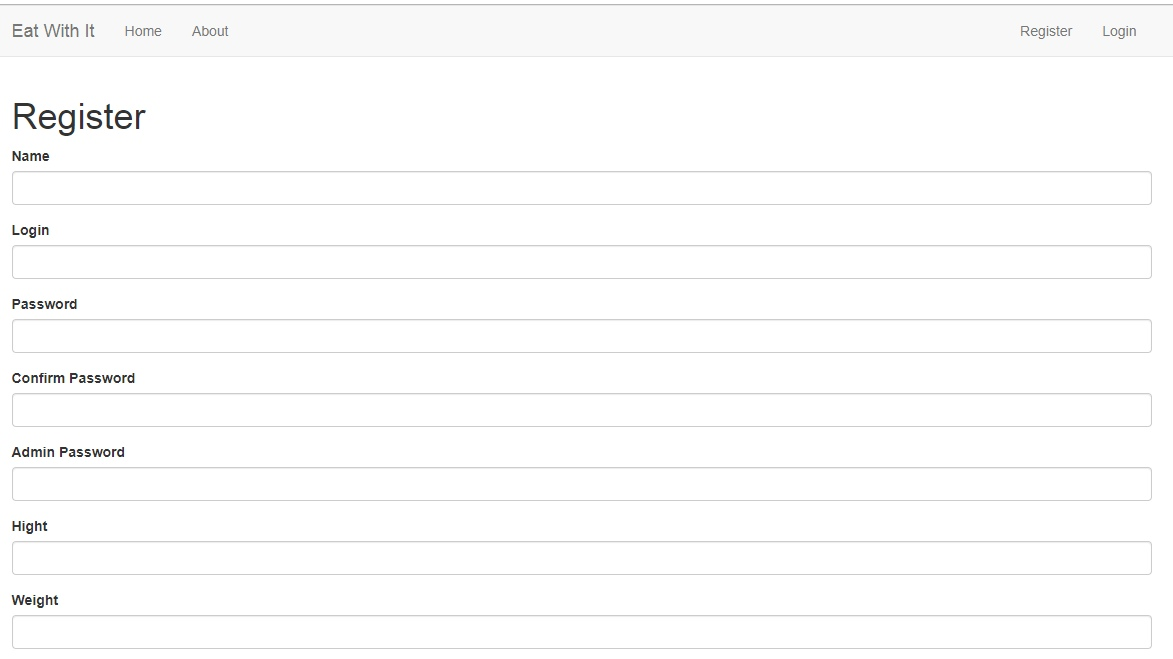 Eat With It Home About Register Login
Register
Name
Login
Password
Confirm Password
Admin Password
Hight
Weight